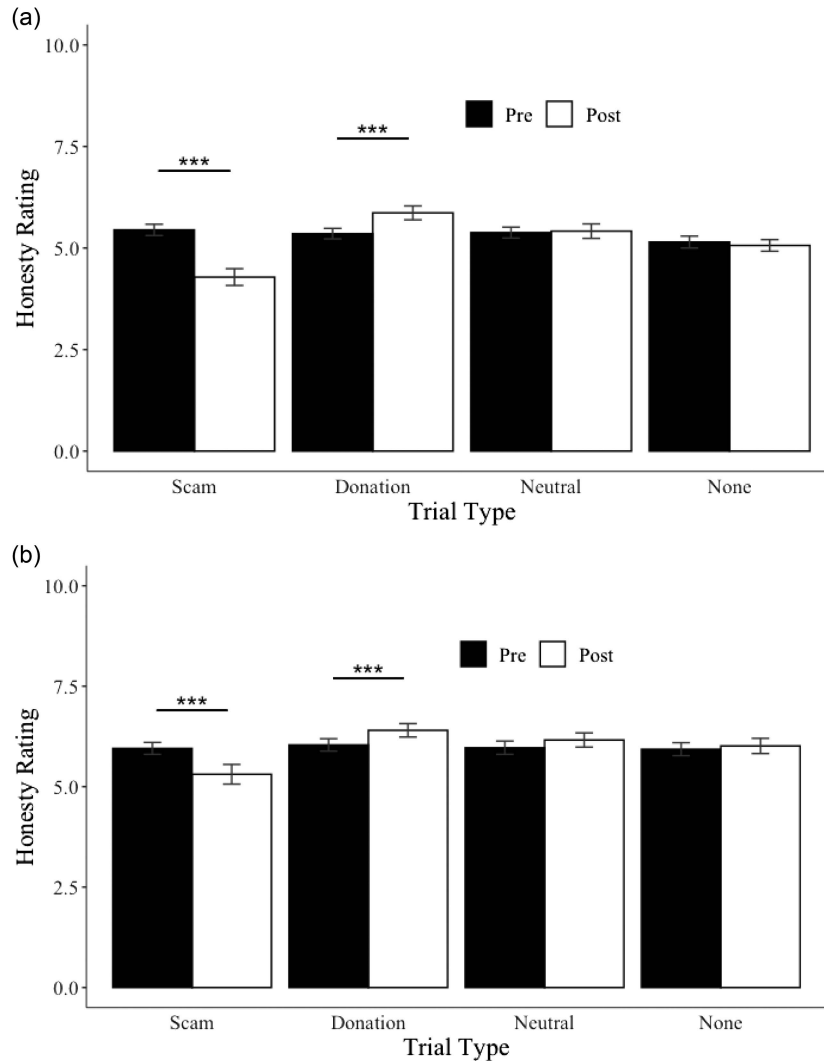 (a)
10.0
Pre Post
7.5
***
***
Honesty Rating
5.0
2.5
0.0
Scam Donation Neutral None
Trial Type
(b)
10.0
Pre Post
7.5
***
***
Honesty Rating
5.0
2.5
0.0
Scam Donation Neutral None
Trial Type